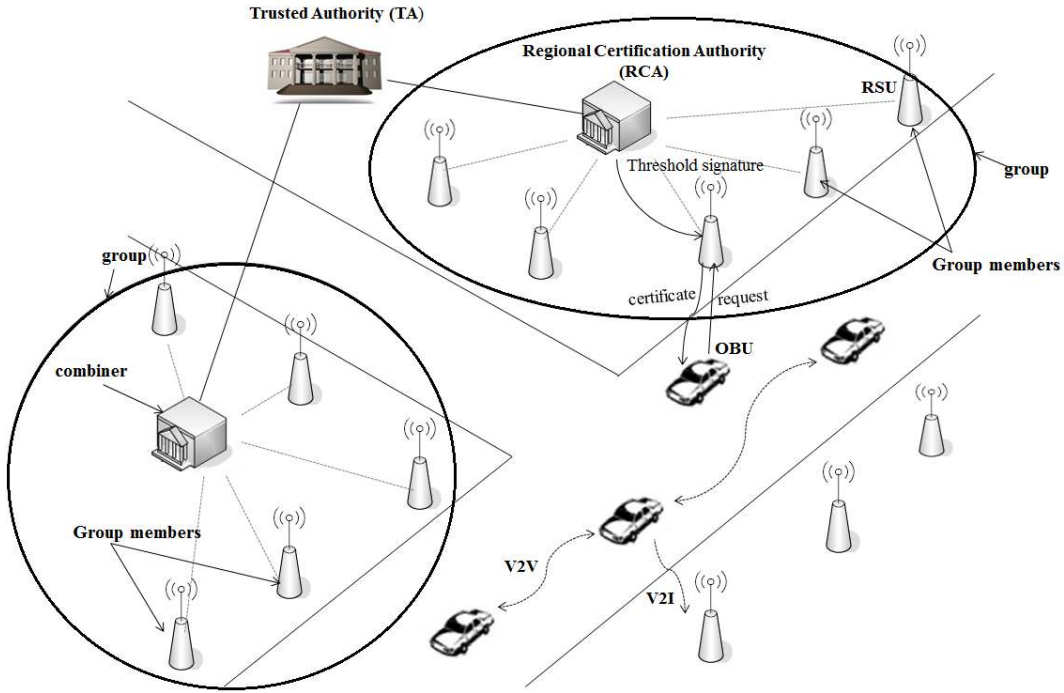 Trusted Authority (TA)
Regional Certification Authority
(RCA)
RSU
Threshold signature
group
Group members
group
certificate
request
OBU
combiner
Group members
V2V
V2I